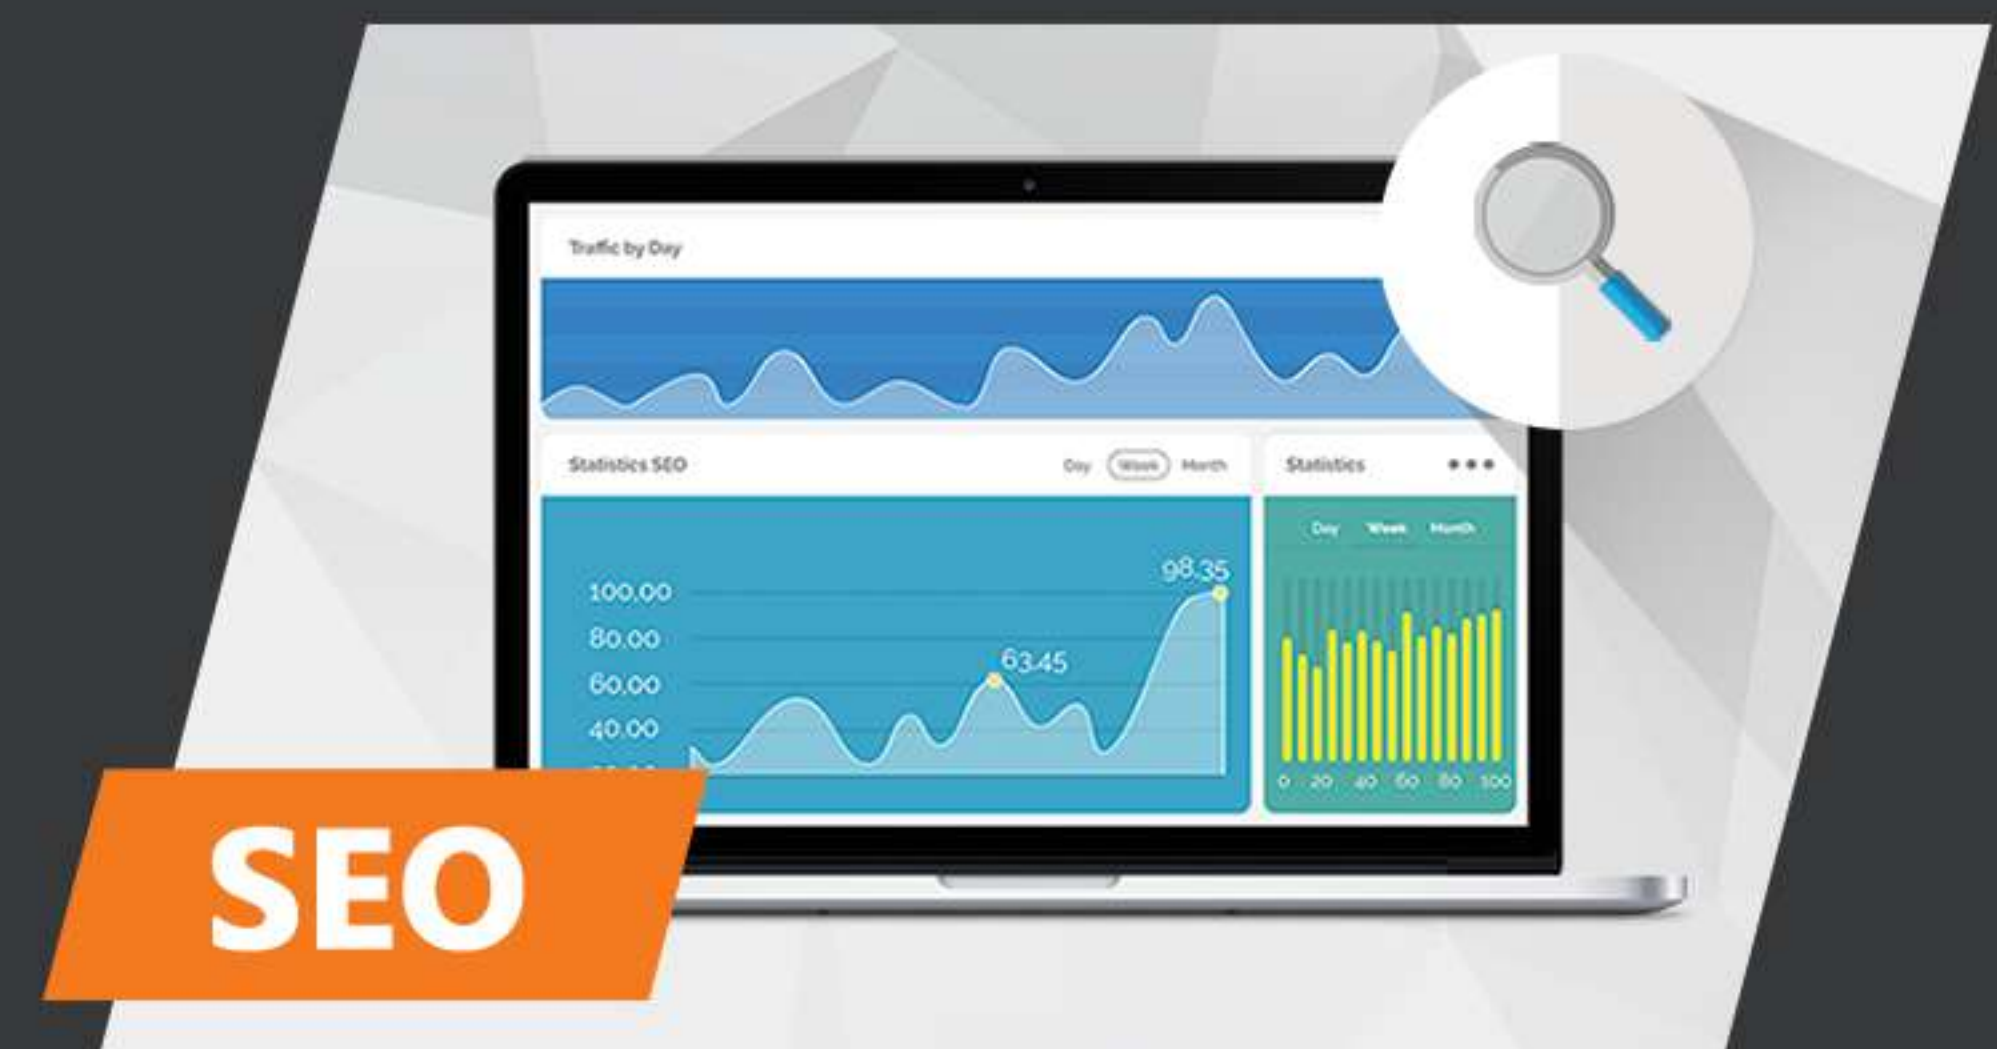 Traffic by Day
Statistics SEO
Day Week Month
Statistics
Day Week Month
98.35
100.00
80.00
63.45
60.00
40.00
0 20 40 60 80 100
SEO